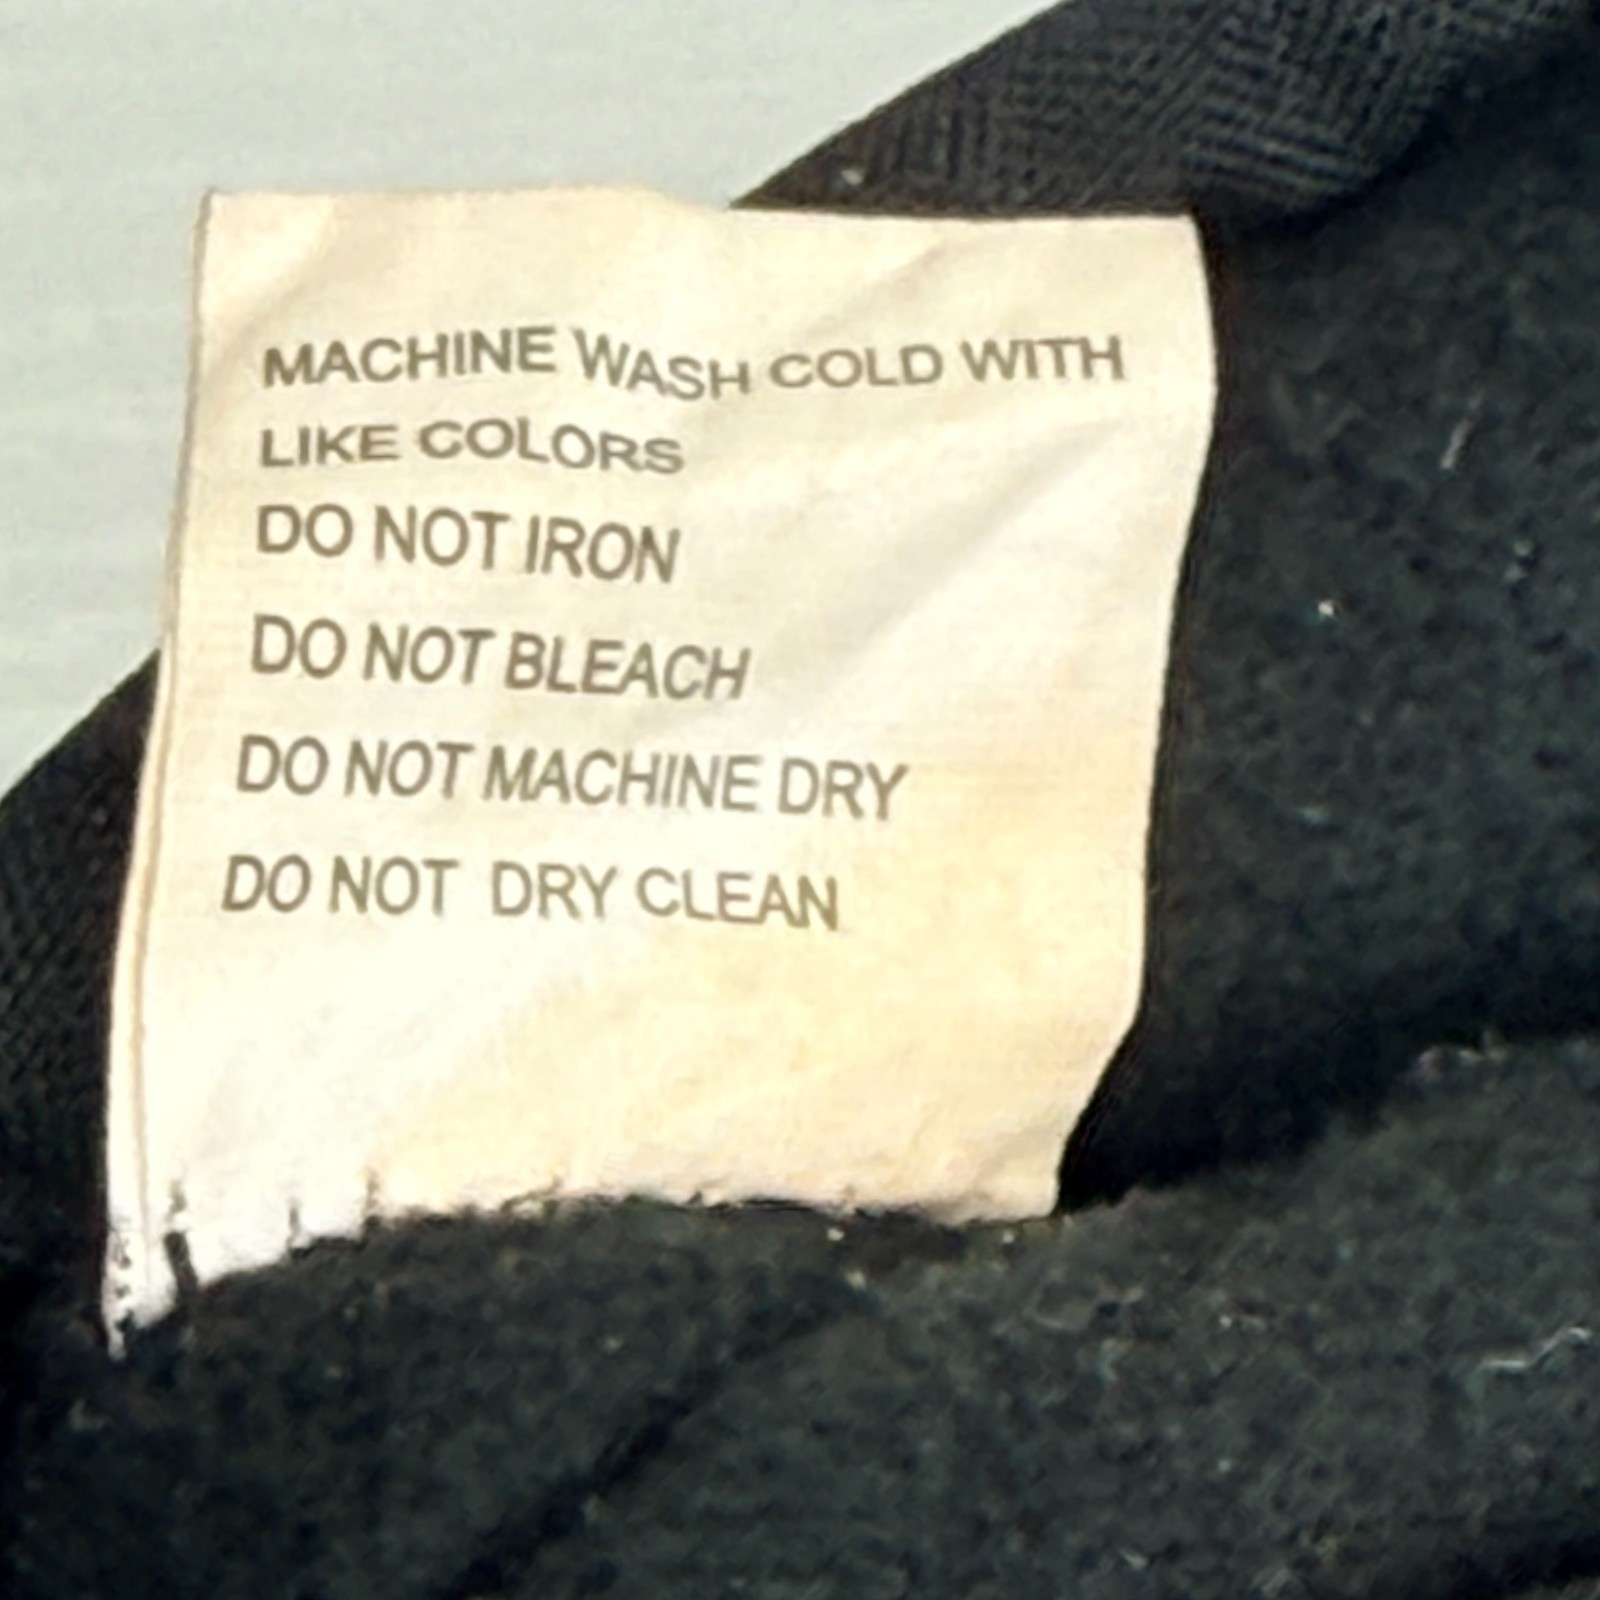 MACHINE WASH COLD WITH
LIKE COLORS
DO NOT IRON
DO NOT BLEACH
DO NOT MACHINE DRY
DO NOT DRY CLEAN